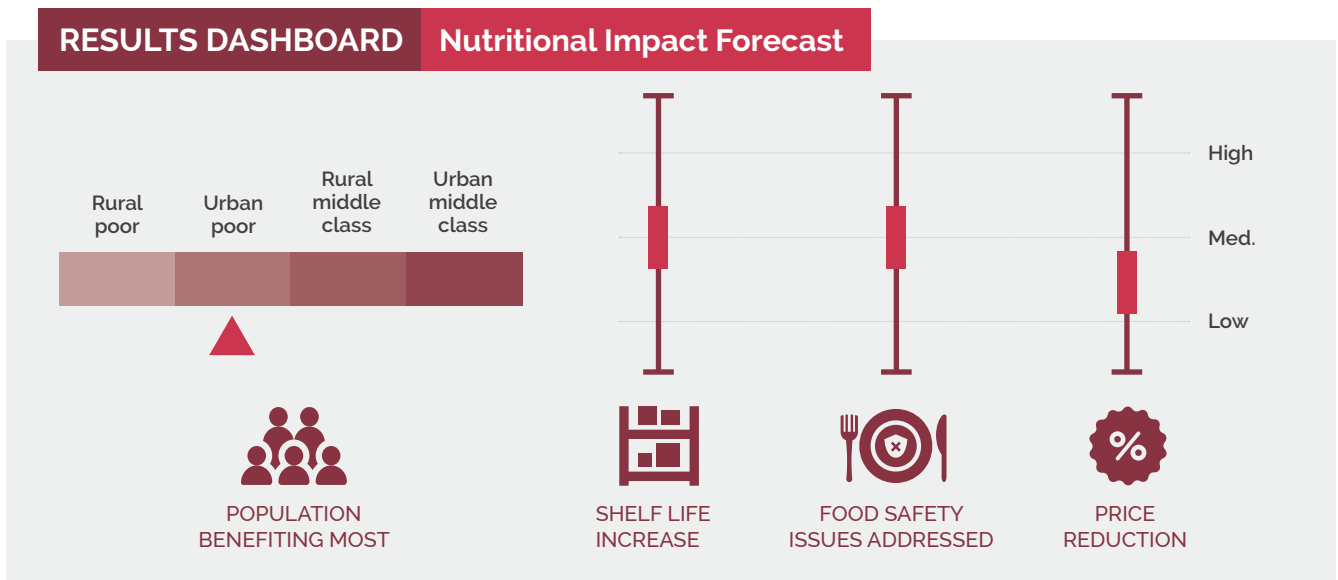 RESULTS DASHBOARD Nutritional Impact Forecast
Rural
poor
Urban
poor
Rural
middle
class
Urban
middle
class
High
Med.
Low
%
POPULATION
BENEFITING MOST
SHELF LIFE
INCREASE
FOOD SAFETY
ISSUES ADDRESSED
PRICE
REDUCTION